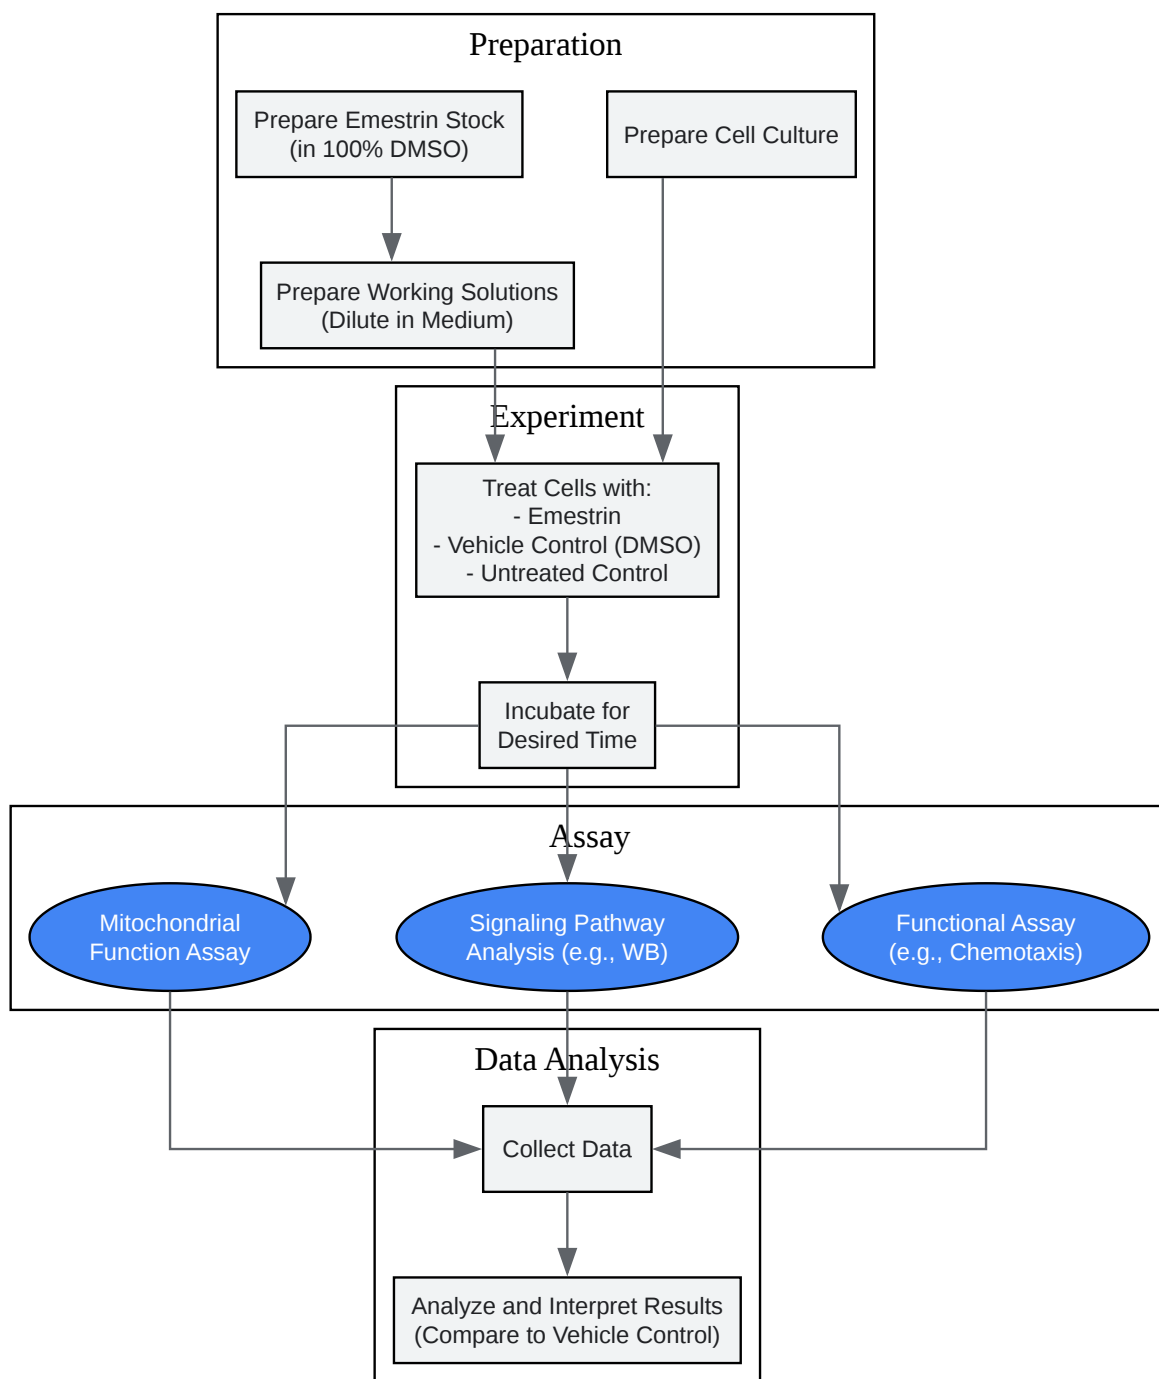 Preparation
Prepare Emestrin Stock
(in 100% DMSO)
Prepare Cell Culture
Prepare Working Solutions
(Dilute in Medium)
Experiment
Treat Cells with:
- Emestrin
- Vehicle Control (DMSO)
- Untreated Control
Incubate for
Desired Time
Assay
Mitochondrial
Function Assay
Signaling Pathway
Analysis (e.g., WB)
Functional Assay
(e.g., Chemotaxis)
Data Analysis
Collect Data
Analyze and Interpret Results
(Compare to Vehicle Control)